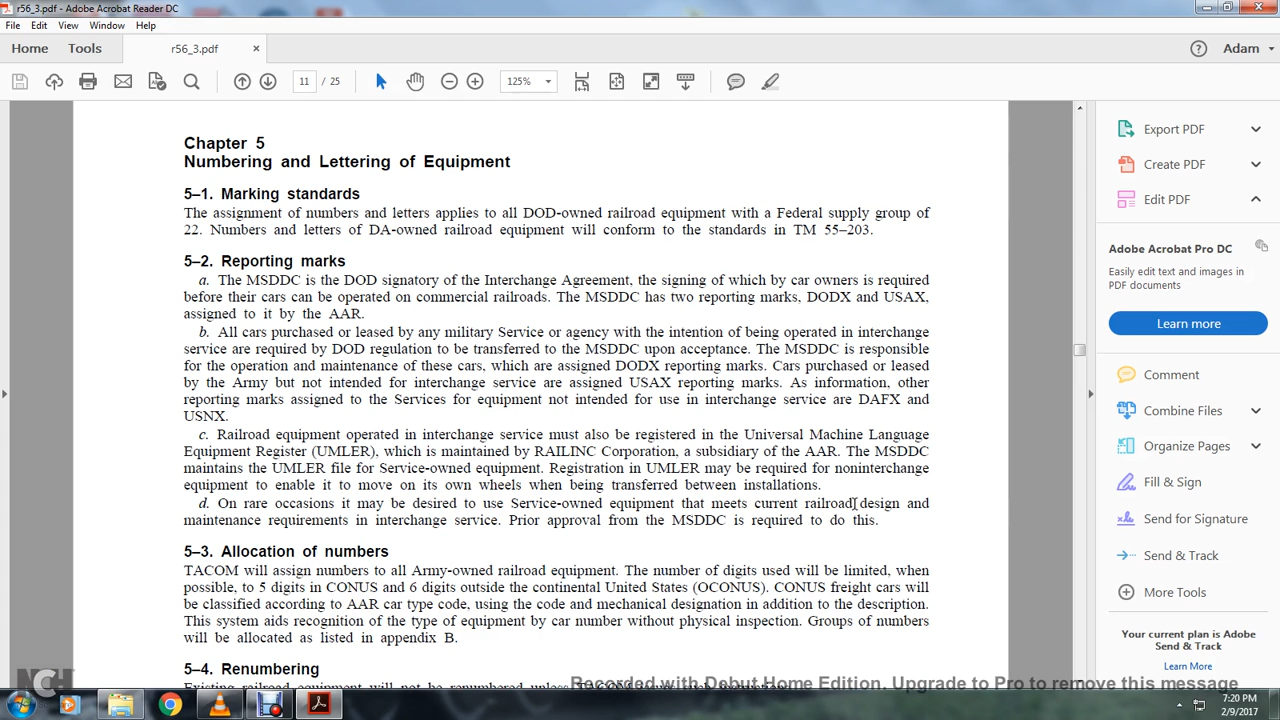 r56_3.pdf - Adobe Acrobat Reader DC
File Edit View Window Help
Home Tools r56_3.pdf × Adam
11 / 25 125%
Chapter 5
Numbering and Lettering of Equipment
5–1. Marking standards
The assignment of numbers and letters applies to all DOD-owned railroad equipment with a Federal supply group of
22. Numbers and letters of DA-owned railroad equipment will conform to the standards in TM 55–203.
5–2. Reporting marks
a. The MSDDC is the DOD signatory of the Interchange Agreement, the signing of which by car owners is required
before their cars can be operated on commercial railroads. The MSDDC has two reporting marks, DODX and USAX,
assigned to it by the AAR.
b. All cars purchased or leased by any military Service or agency with the intention of being operated in interchange
service are required by DOD regulation to be transferred to the MSDDC upon acceptance. The MSDDC is responsible
for the operation and maintenance of these cars, which are assigned DODX reporting marks. Cars purchased or leased
by the Army but not intended for interchange service are assigned USAX reporting marks. As information, other
reporting marks assigned to the Services for equipment not intended for use in interchange service are DAFX and
USNX.
c. Railroad equipment operated in interchange service must also be registered in the Universal Machine Language
Equipment Register (UMLER), which is maintained by RAILINC Corporation, a subsidiary of the AAR. The MSDDC
maintains the UMLER file for Service-owned equipment. Registration in UMLER may be required for noninterchange
equipment to enable it to move on its own wheels when being transferred between installations.
d. On rare occasions it may be desired to use Service-owned equipment that meets current railroad design and
maintenance requirements in interchange service. Prior approval from the MSDDC is required to do this.
5–3. Allocation of numbers
TACOM will assign numbers to all Army-owned railroad equipment. The number of digits used will be limited, when
possible, to 5 digits in CONUS and 6 digits outside the continental United States (OCONUS). CONUS freight cars will
be classified according to AAR car type code, using the code and mechanical designation in addition to the description.
This system aids recognition of the type of equipment by car number without physical inspection. Groups of numbers
will be allocated as listed in appendix B.
5–4. Renumbering
Existing railroad equipment will not be renumbered unless TACOM
Export PDF
Create PDF
Edit PDF
Adobe Acrobat Pro DC
Easily edit text and images in
PDF documents
Learn more
Comment
Combine Files
Organize Pages
Fill & Sign
Send for Signature
Send & Track
More Tools
Your current plan is Adobe
Send & Track
Learn More
NCH
Recorded with Debut Home Edition. Upgrade to Pro to remove this message
7:20 PM
2/9/2017